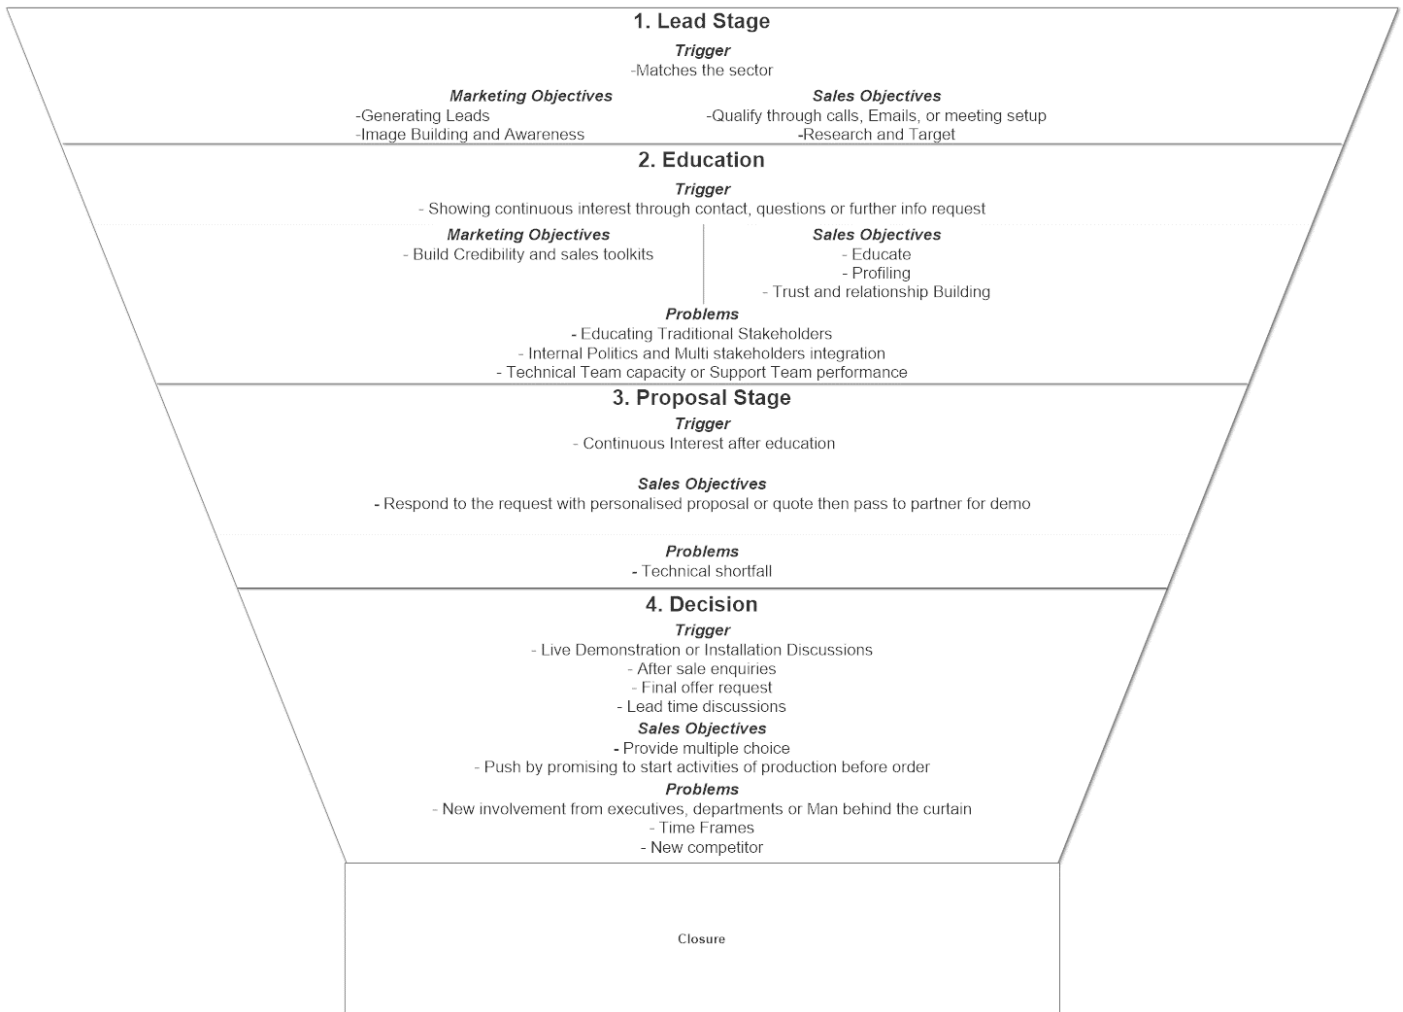 1. Lead Stage
Trigger
-Matches the sector
Marketing Objectives
-Generating Leads
-Image Building and Awareness
Sales Objectives
-Qualify through calls, Emails, or meeting setup
-Research and Target
2. Education
Trigger
- Showing continuous interest through contact, questions or further info request
Marketing Objectives
- Build Credibility and sales toolkits
Sales Objectives
- Educate
- Profiling
- Trust and relationship Building
Problems
- Educating Traditional Stakeholders
- Internal Politics and Multi stakeholders integration
- Technical Team capacity or Support Team performance
3. Proposal Stage
Trigger
- Continuous Interest after education
Sales Objectives
- Respond to the request with personalised proposal or quote then pass to partner for demo
Problems
- Technical shortfall
4. Decision
Trigger
- Live Demonstration or Installation Discussions
- After sale enquiries
- Final offer request
- Lead time discussions
Sales Objectives
- Provide multiple choice
- Push by promising to start activities of production before order
Problems
- New involvement from executives, departments or Man behind the curtain
- Time Frames
- New competitor
Closure